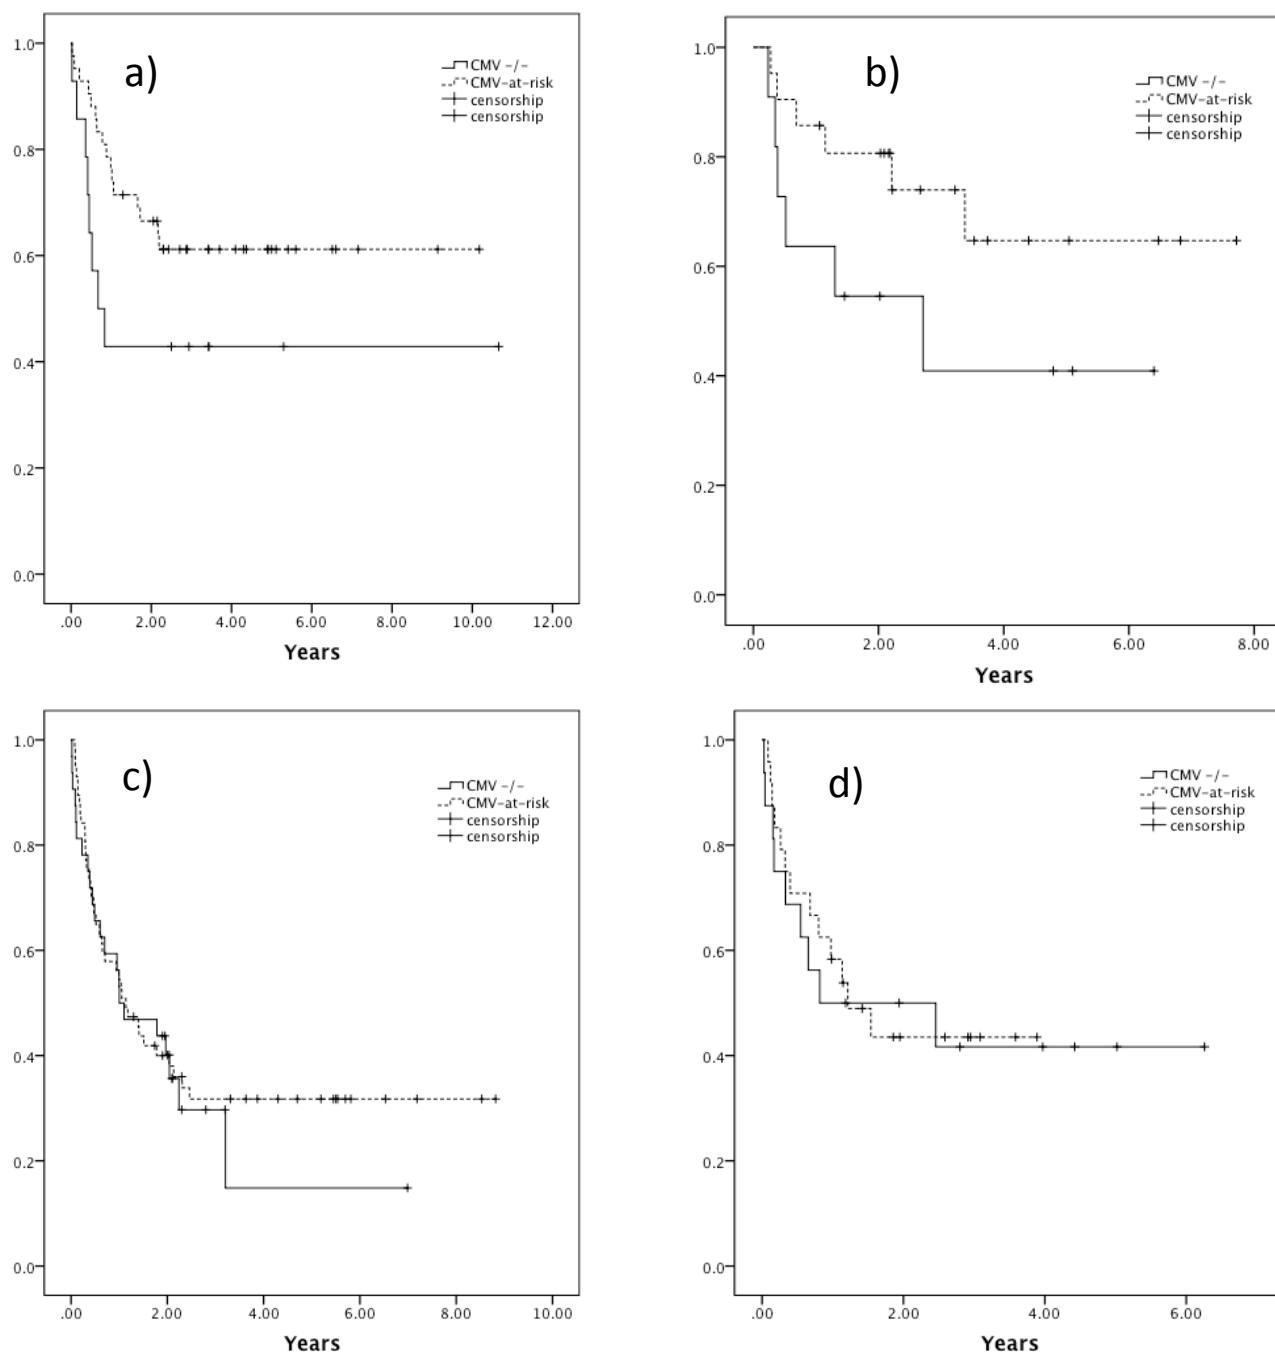 a)
CMV -/-
CMV-at-risk
censorship
censorship
1.0
0.8
0.6
0.4
0.2
0.0
.00 2.00 4.00 6.00 8.00 10.00 12.00
Years
b)
CMV -/-
CMV-at-risk
censorship
censorship
1.0
0.8
0.6
0.4
0.2
0.0
.00 2.00 4.00 6.00 8.00
Years
c)
CMV -/-
CMV-at-risk
censorship
censorship
1.0
0.8
0.6
0.4
0.2
0.0
.00 2.00 4.00 6.00 8.00 10.00
Years
d)
CMV -/-
CMV-at-risk
censorship
censorship
1.0
0.8
0.6
0.4
0.2
0.0
.00 2.00 4.00 6.00
Years